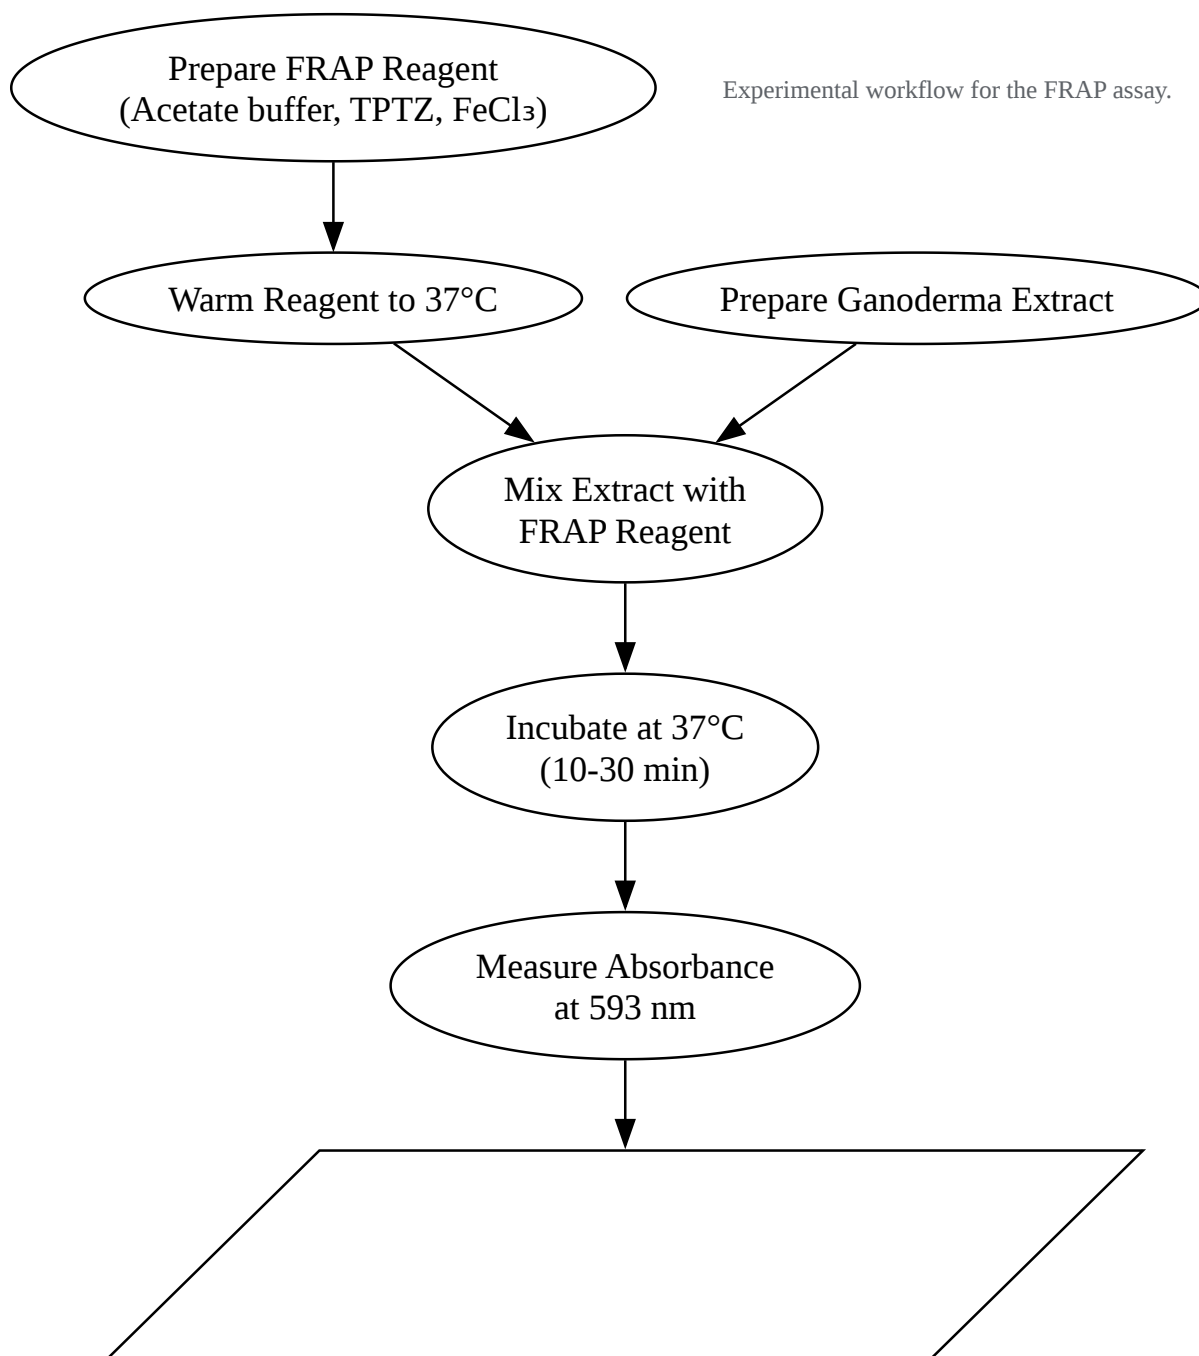 Prepare FRAP Reagent
(Acetate buffer, TPTZ, FeCl₃)
Experimental workflow for the FRAP assay.
Warm Reagent to 37°C
Prepare Ganoderma Extract
Mix Extract with
FRAP Reagent
Incubate at 37°C
(10-30 min)
Measure Absorbance
at 593 nm